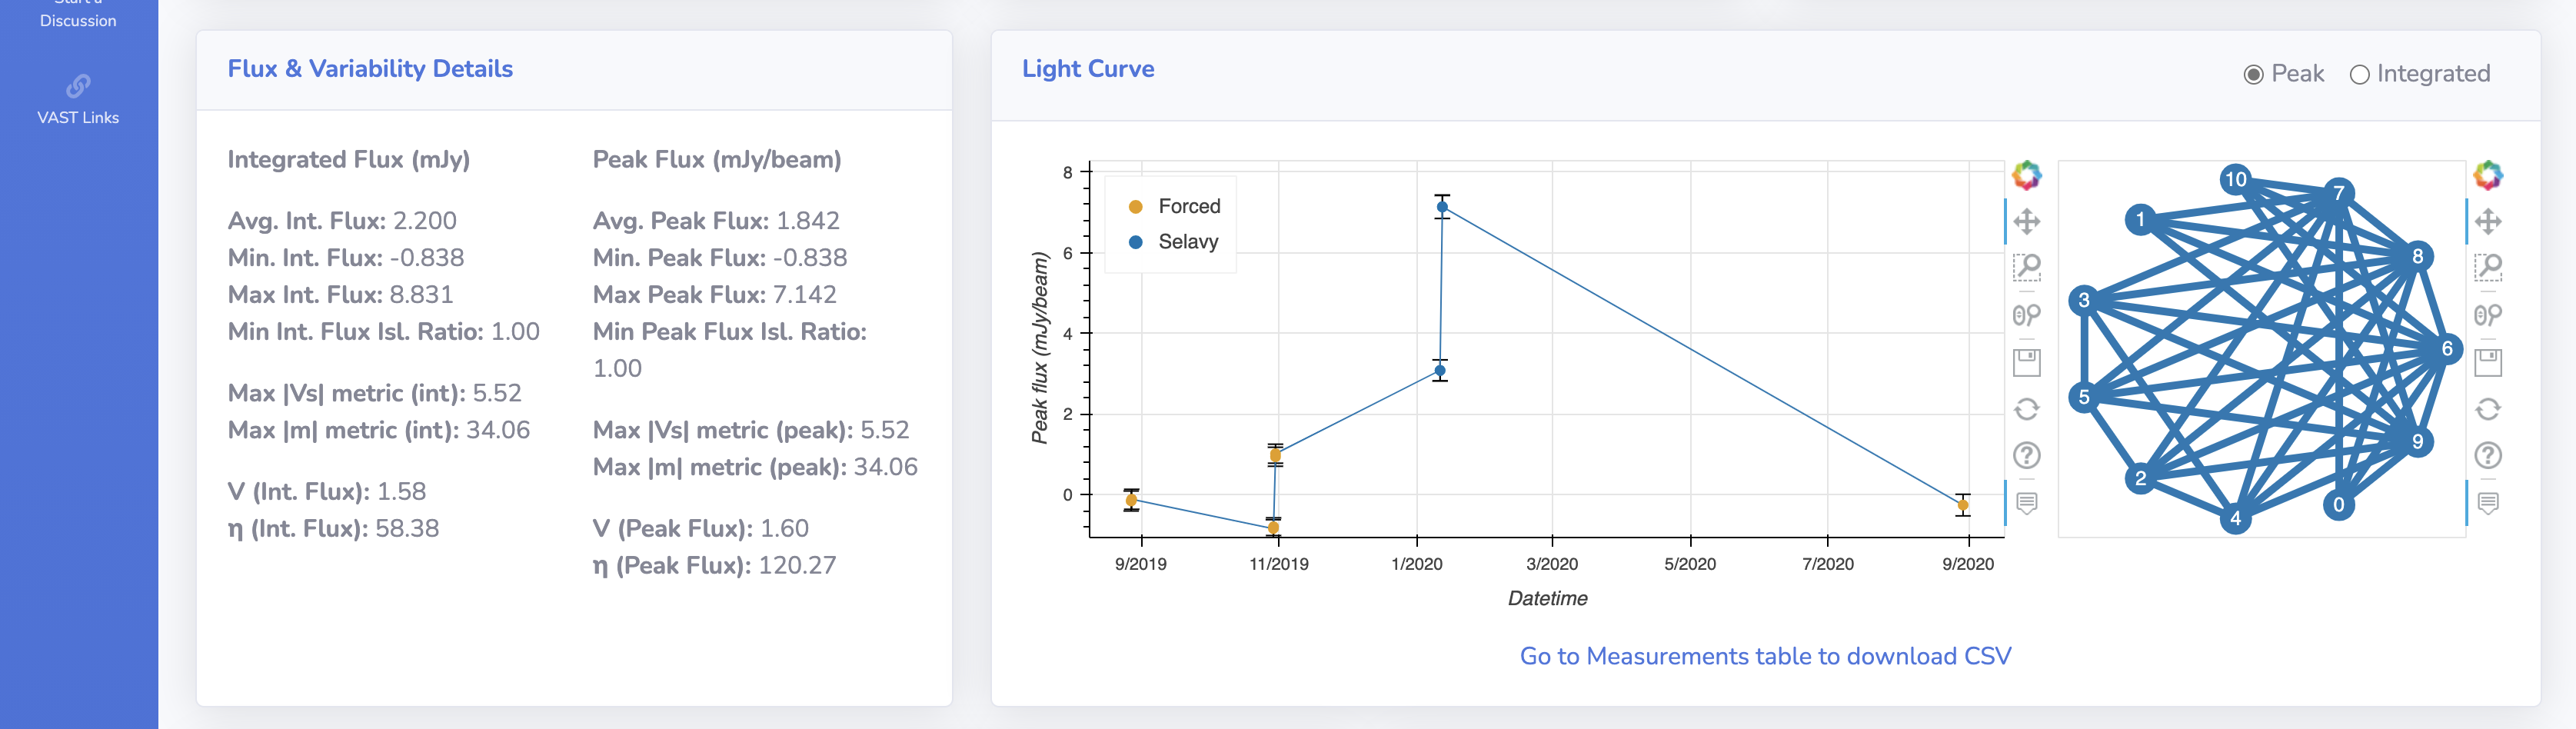 Start a
Discussion
VAST Links
Flux & Variability Details
Integrated Flux (mJy)
Avg. Int. Flux: 2.200
Min. Int. Flux: -0.838
Max Int. Flux: 8.831
Min Int. Flux Isl. Ratio: 1.00
Max |Vs| metric (int): 5.52
Max |m| metric (int): 34.06
V (Int. Flux): 1.58
η (Int. Flux): 58.38
Peak Flux (mJy/beam)
Avg. Peak Flux: 1.842
Min. Peak Flux: -0.838
Max Peak Flux: 7.142
Min Peak Flux Isl. Ratio:
1.00
Max |Vs| metric (peak): 5.52
Max |m| metric (peak): 34.06
V (Peak Flux): 1.60
η (Peak Flux): 120.27
Light Curve
Peak
Integrated
Peak flux (mJy/beam)
8
6
4
2
0
Forced
Selavy
9/2019
11/2019
1/2020
3/2020
5/2020
7/2020
9/2020
Datetime
10
7
1
8
3
6
5
9
2
0
4
Go to Measurements table to download CSV